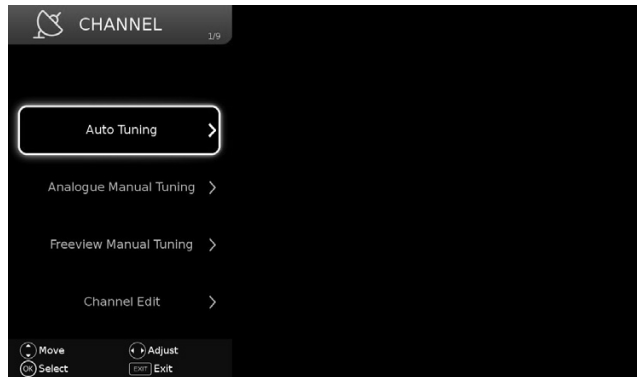 CHANNEL
1/9
Auto Tuning
Analogue Manual Tuning
Freeview Manual Tuning
Channel Edit
Move Adjust
OK Select EXIT Exit